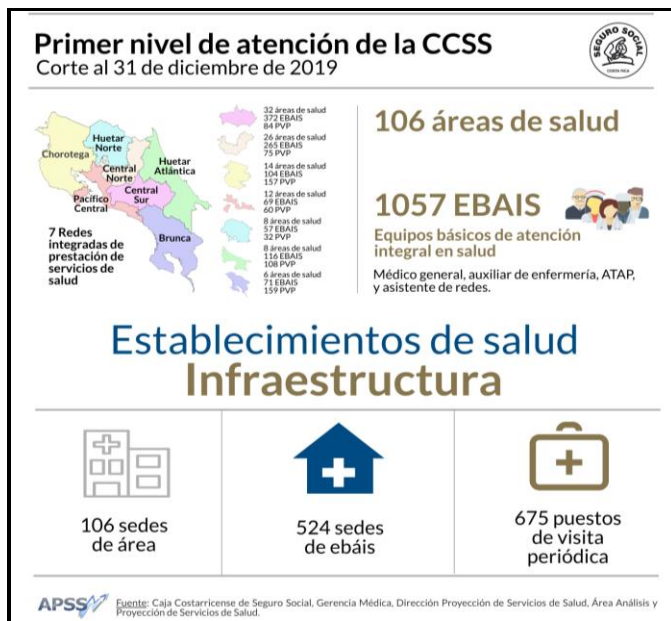 Primer nivel de atención de la CCSS
Corte al 31 de diciembre de 2019
SEGURO SOCIAL
COSTA RICA
Chorotega
Huetar
Norte
Central
Norte
Huetar
Atlántica
Central
Sur
Pacífico
Central
Brunca
7 Redes
integradas de
prestación de
servicios de
salud
32 áreas de salud
372 EBAIS
84 PVP
26 áreas de salud
265 EBAIS
75 PVP
14 áreas de salud
104 EBAIS
157 PVP
12 áreas de salud
69 EBAIS
60 PVP
8 áreas de salud
57 EBAIS
32 PVP
8 áreas de salud
116 EBAIS
108 PVP
6 áreas de salud
71 EBAIS
159 PVP
106 áreas de salud
1057 EBAIS
Equipos básicos de atención
integral en salud
Médico general, auxiliar de enfermería, ATAP,
y asistente de redes.
Establecimientos de salud
Infraestructura
106 sedes
de área
524 sedes
de ebáis
675 puestos
de visita
periódica
APSS
Fuente: Caja Costarricense de Seguro Social, Gerencia Médica, Dirección Proyección de Servicios de Salud, Área Análisis y
Proyección de Servicios de Salud.